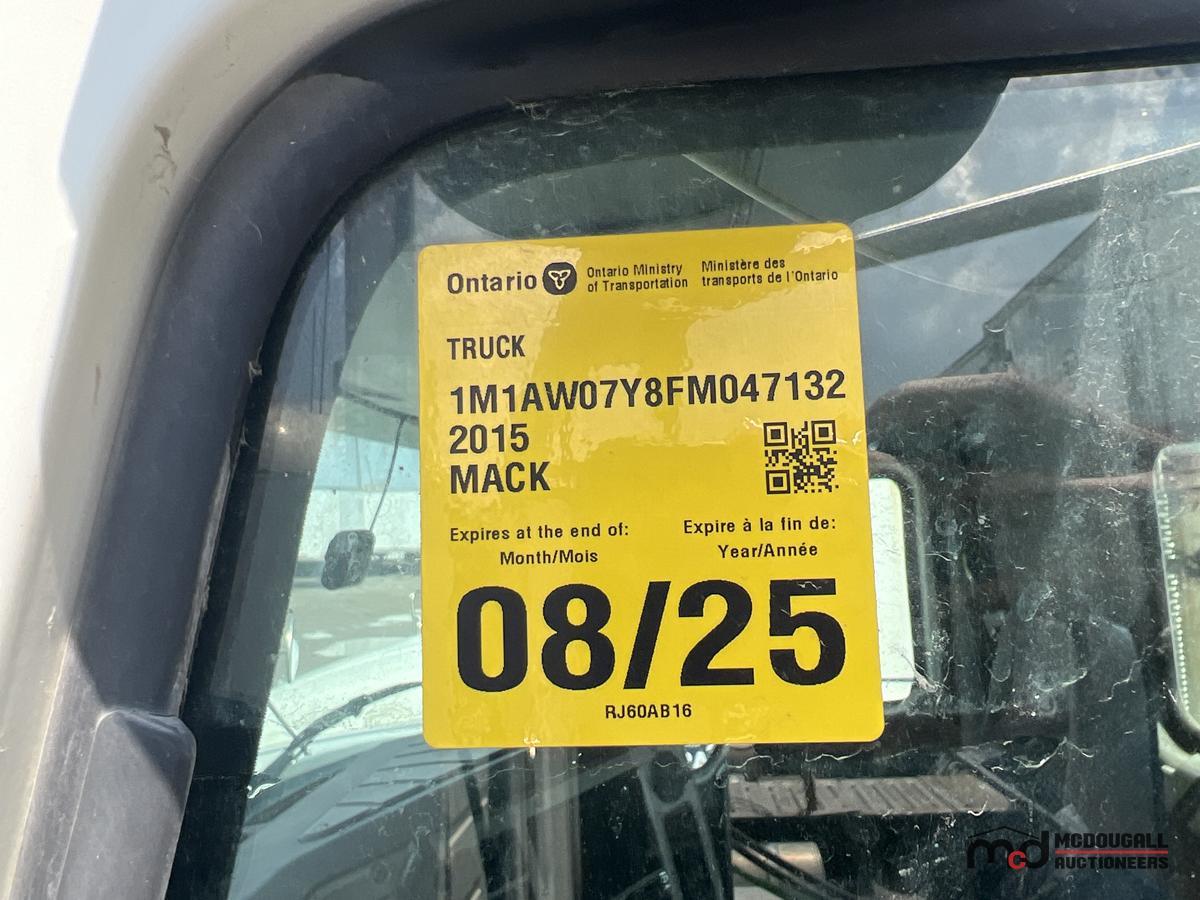 Ontario
Ontario Ministry
of Transportation
Ministère des
transports de l'Ontario
TRUCK
1M1AW07Y8FM047132
2015
MACK
Expires at the end of:
Month/Mois
Expire à la fin de:
Year/Année
08/25
RJ60AB16
mcd MCDOUGALL
AUCTIONEERS